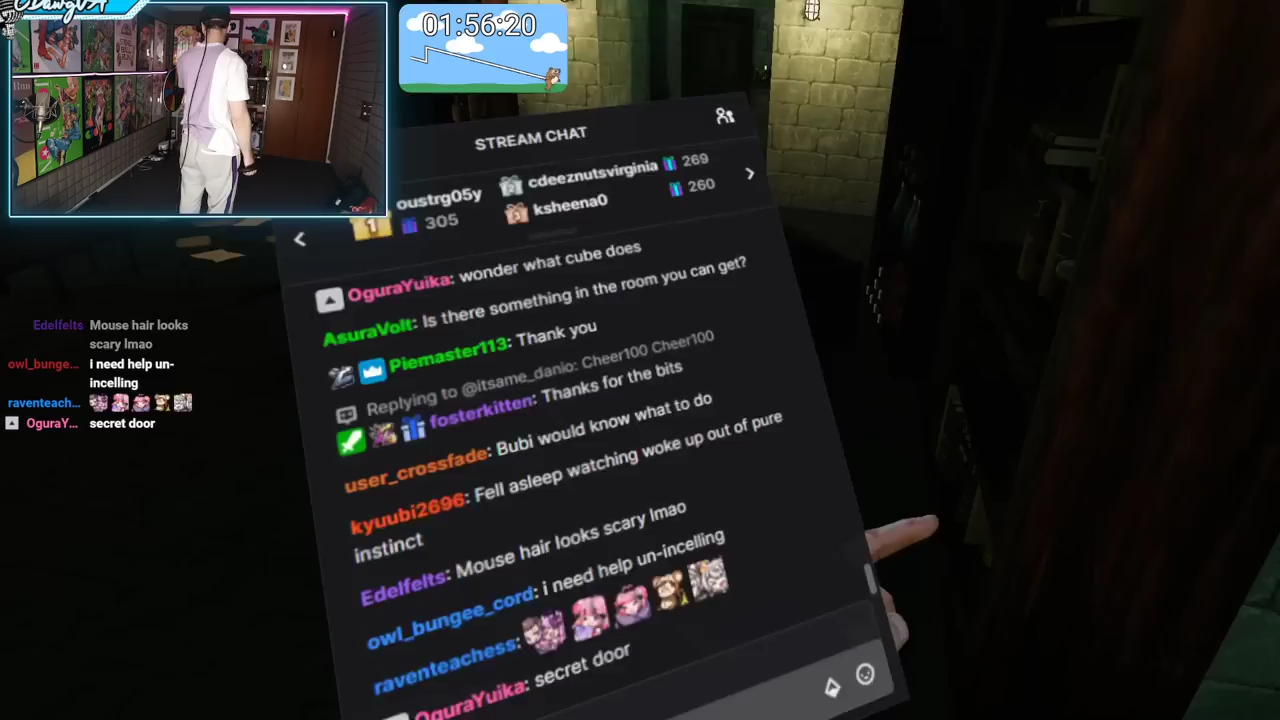 CDawgVA
01:56:20
STREAM CHAT
oustrg05y
305
cdeeznutsvirginia 269
ksheena0 260
OguraYuika: wonder what cube does
AsuraVolt: Is there something in the room you can get?
Piemaster113: Thank you
Replying to @itsame_danio: Cheer100 Cheer100
fosterkitten: Thanks for the bits
user_crossfade: Bubi would know what to do
kyuubi2696: Fell asleep watching woke up out of pure
instinct
Edelfelts: Mouse hair looks scary lmao
owl_bungee_cord: i need help un-incelling
raventeachess:
OguraYuika: secret door
Edelfelts Mouse hair looks
scary lmao
owl_bunge... i need help un-
incelling
raventeach...
OguraY... secret door